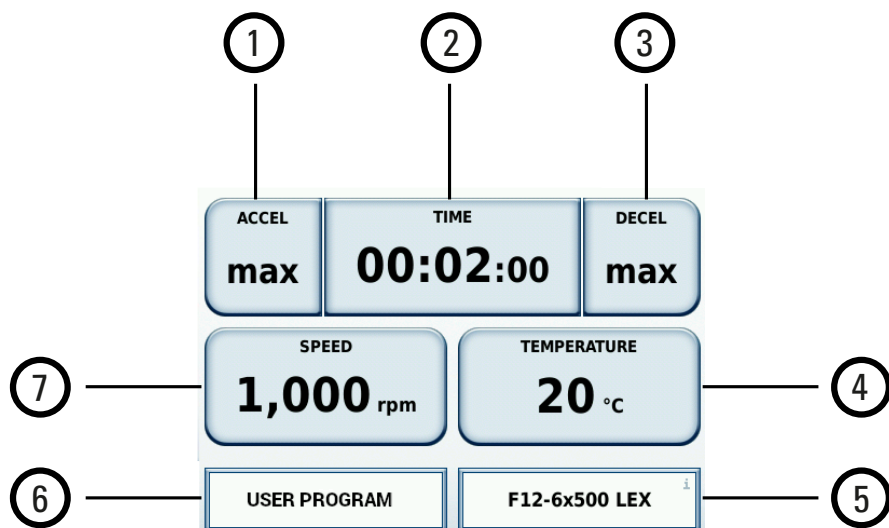 1 2 3
ACCEL TIME DECEL
max 00:02:00 max
SPEED TEMPERATURE
7 1,000 rpm 20 °C 4
6 USER PROGRAM F12-6x500 LEX i 5